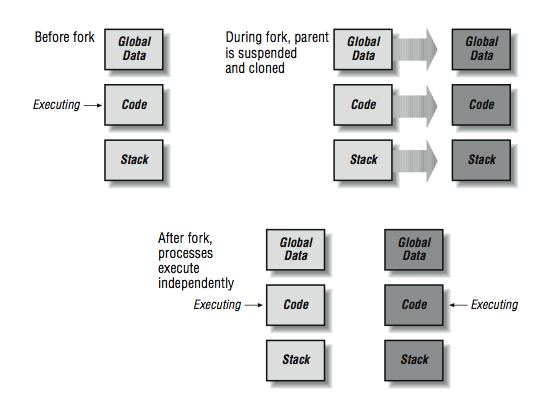 Before fork
Global
Data
Executing
Code
Stack
During fork, parent
is suspended
and cloned
Global
Data
Global
Data
Code
Code
Stack
Stack
After fork,
processes
execute
independently
Global
Data
Global
Data
Executing
Code
Code
Executing
Stack
Stack